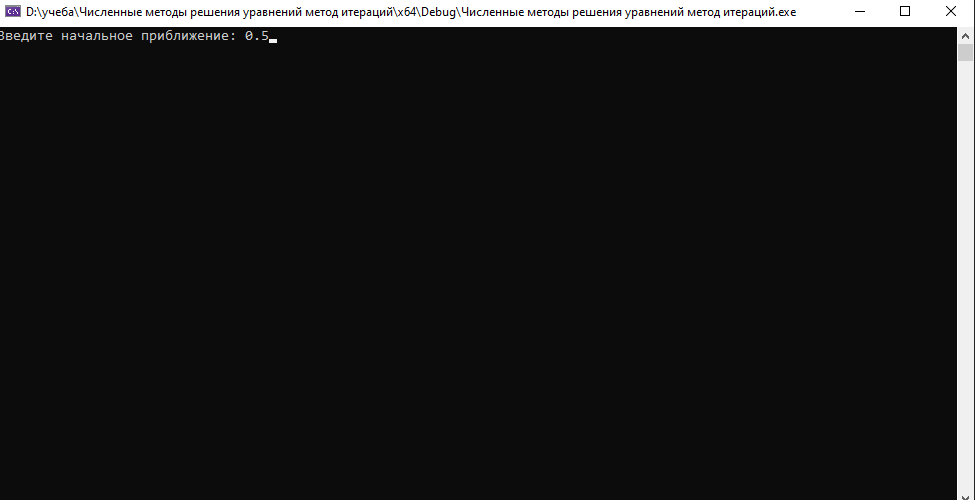 D:\учеба\Численные методы решения уравнений метод итераций\x64\Debug\Численные методы решения уравнений метод итераций.exe
Введите начальное приближение: 0.5